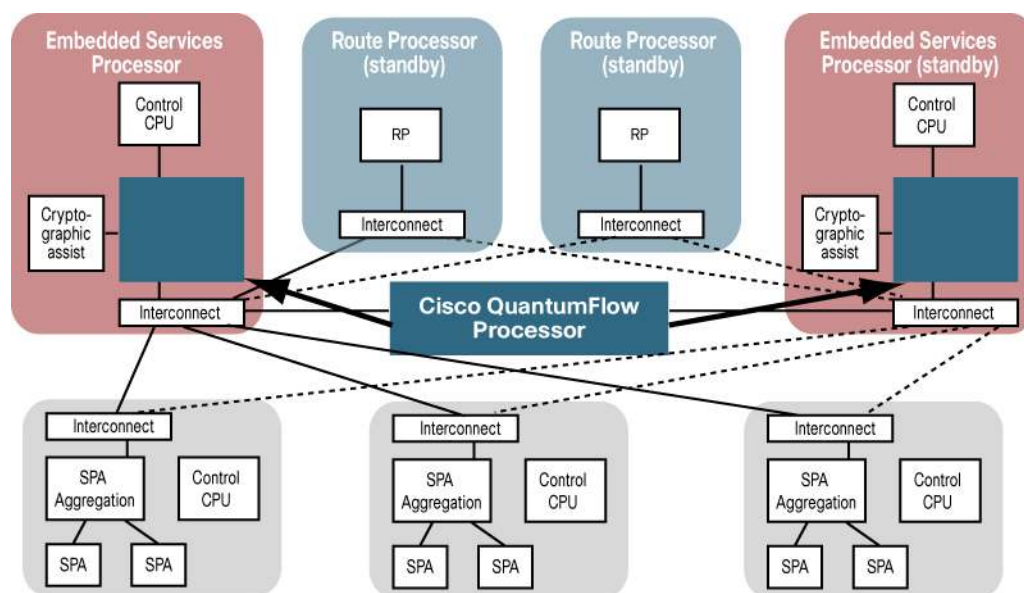 Embedded Services
Processor
Control
CPU
Crypto-
graphic
assist
Interconnect
Route Processor
(standby)
RP
Interconnect
Route Processor
(standby)
RP
Interconnect
Embedded Services
Processor (standby)
Control
CPU
Crypto-
graphic
assist
Interconnect
Cisco QuantumFlow
Processor
Interconnect
SPA
Aggregation
Control
CPU
SPA
SPA
Interconnect
SPA
Aggregation
Control
CPU
SPA
SPA
Interconnect
SPA
Aggregation
Control
CPU
SPA
SPA